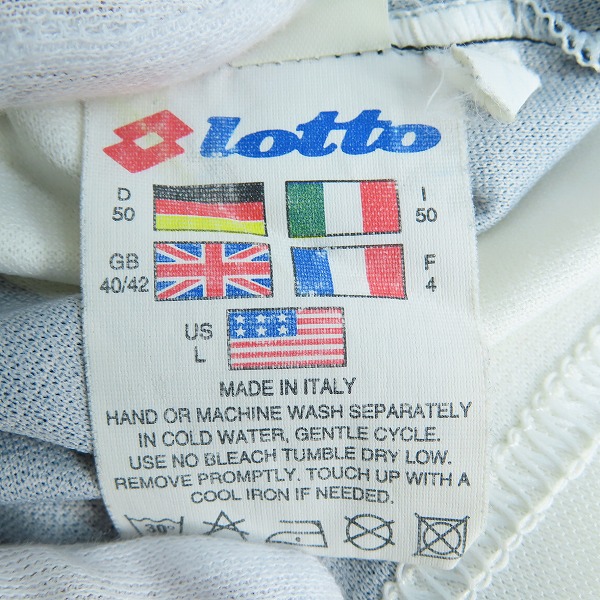 lotto
D
50
I
50
GB
40/42
F
4
US
L
MADE IN ITALY
HAND OR MACHINE WASH SEPARATELY
IN COLD WATER, GENTLE CYCLE.
USE NO BLEACH TUMBLE DRY LOW.
REMOVE PROMPTLY. TOUCH UP WITH A
COOL IRON IF NEEDED.
30°